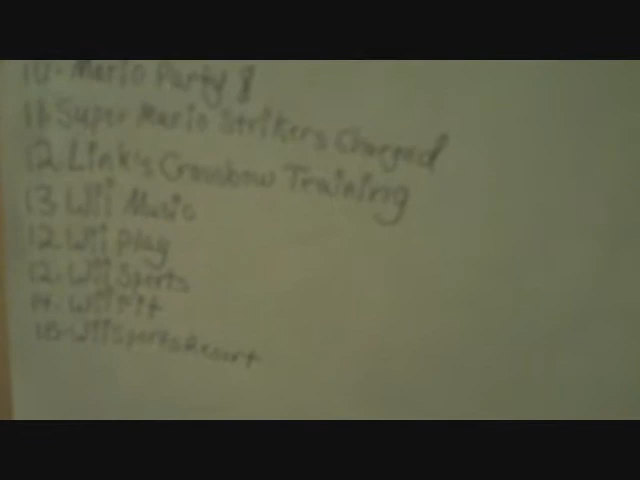 10. Mario Party 8
11. Super Mario Strikers Charged
12. Link's Crossbow Training
13. Wii Music
12. Wii Play
12. Wii Sports
14. Wii Fit
18. Wii Sports Resort